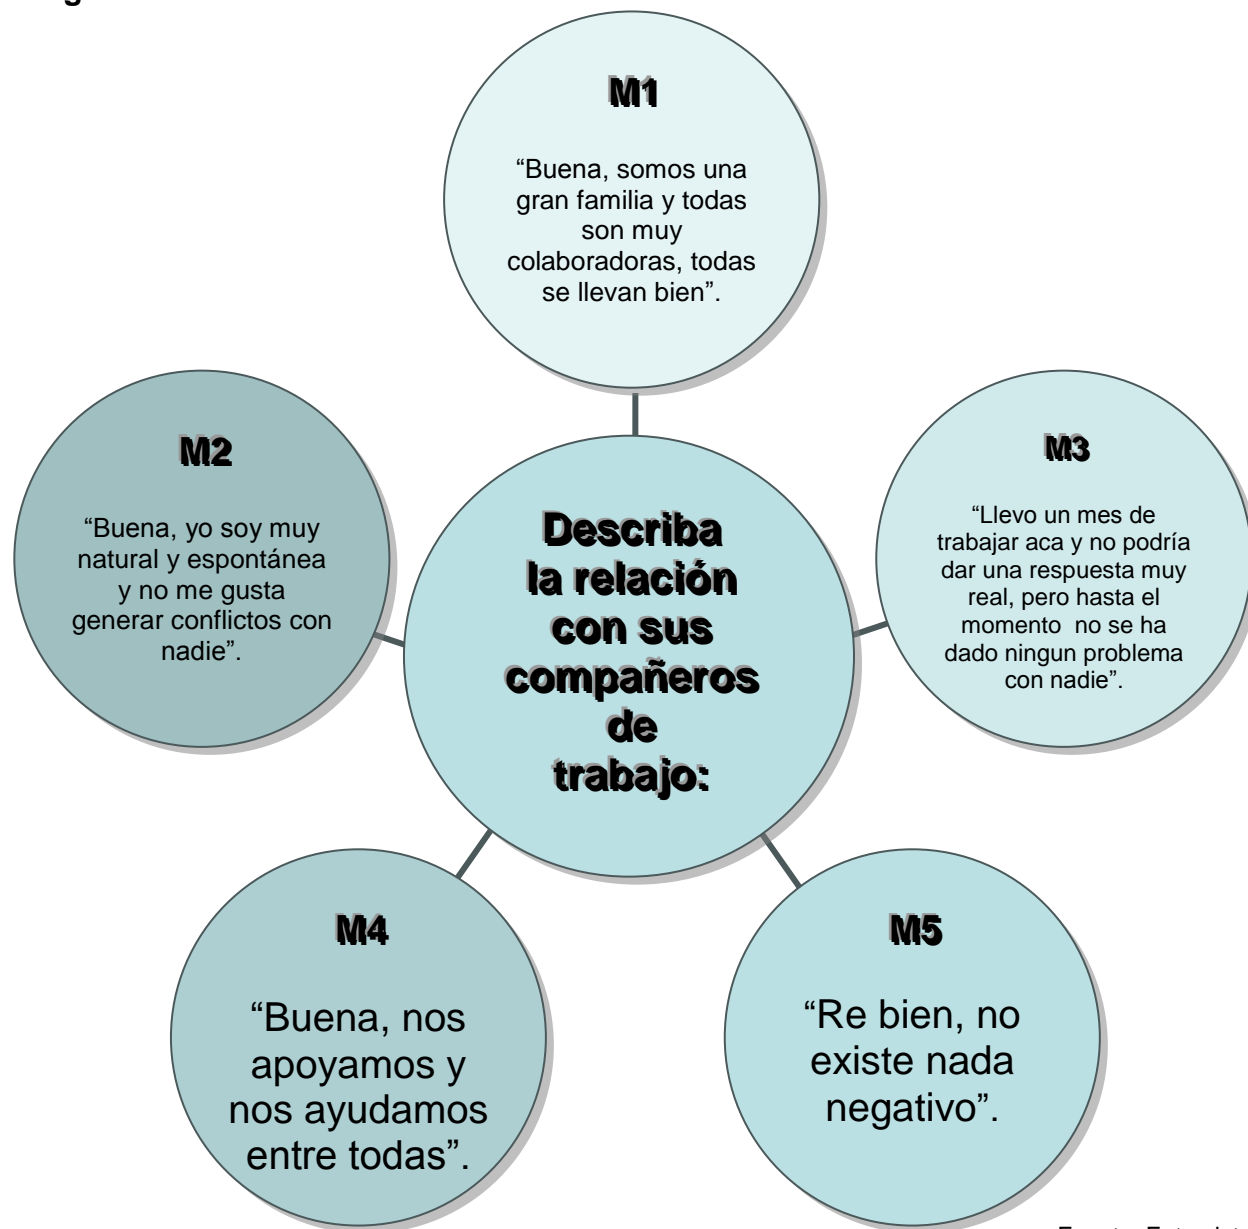 M1
“Buena, somos una
gran familia y todas
son muy
colaboradoras, todas
se llevan bien”.
M2
“Buena, yo soy muy
natural y espontánea
y no me gusta
generar conflictos con
nadie”.
M3
“Llevo un mes de
trabajar aca y no podría
dar una respuesta muy
real, pero hasta el
momento no se ha
dado ningun problema
con nadie”.
Describa
la relación
con sus
compañeros
de
trabajo:
M4
“Buena, nos
apoyamos y
nos ayudamos
entre todas”.
M5
“Re bien, no
existe nada
negativo”.